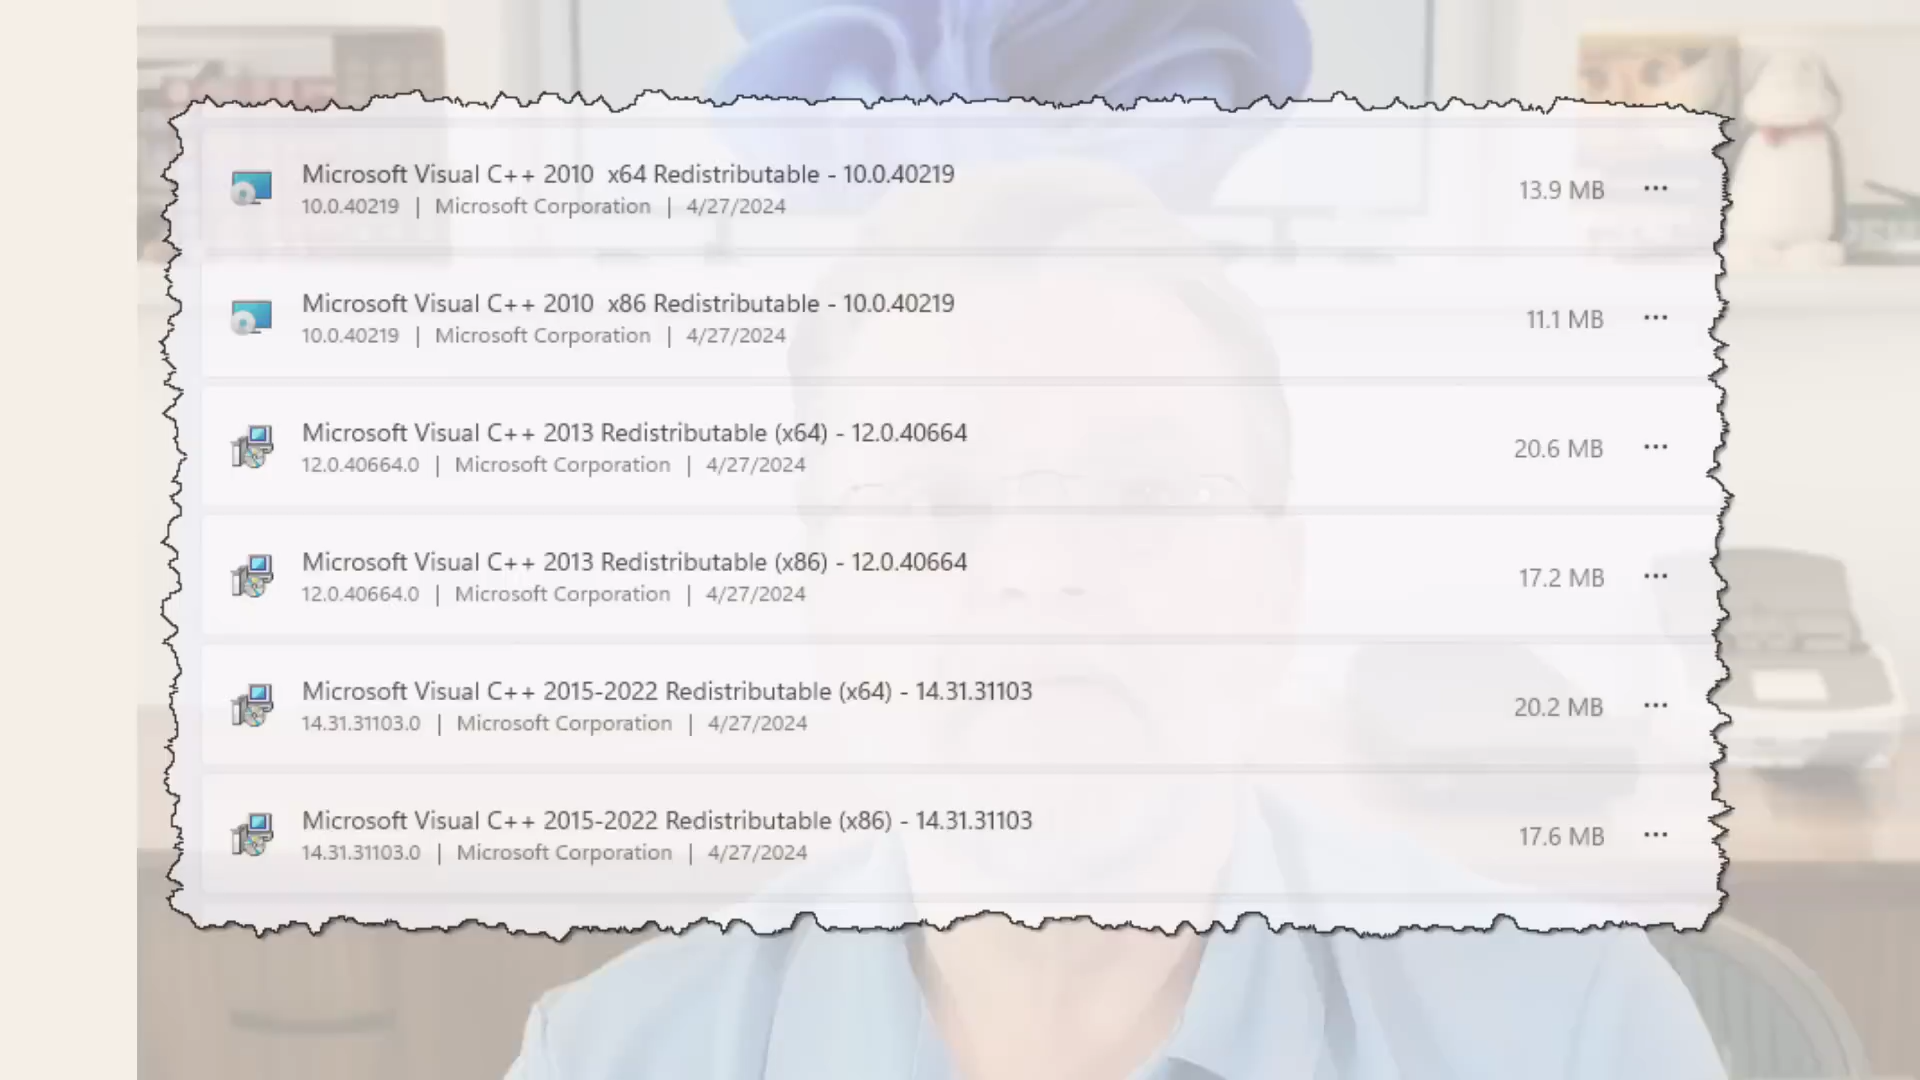 Microsoft Visual C++ 2010  x64 Redistributable - 10.0.40219
10.0.40219 | Microsoft Corporation | 4/27/2024
13.9 MB
Microsoft Visual C++ 2010  x86 Redistributable - 10.0.40219
10.0.40219 | Microsoft Corporation | 4/27/2024
11.1 MB
Microsoft Visual C++ 2013 Redistributable (x64) - 12.0.40664
12.0.40664.0 | Microsoft Corporation | 4/27/2024
20.6 MB
Microsoft Visual C++ 2013 Redistributable (x86) - 12.0.40664
12.0.40664.0 | Microsoft Corporation | 4/27/2024
17.2 MB
Microsoft Visual C++ 2015-2022 Redistributable (x64) - 14.31.31103
14.31.31103.0 | Microsoft Corporation | 4/27/2024
20.2 MB
Microsoft Visual C++ 2015-2022 Redistributable (x86) - 14.31.31103
14.31.31103.0 | Microsoft Corporation | 4/27/2024
17.6 MB